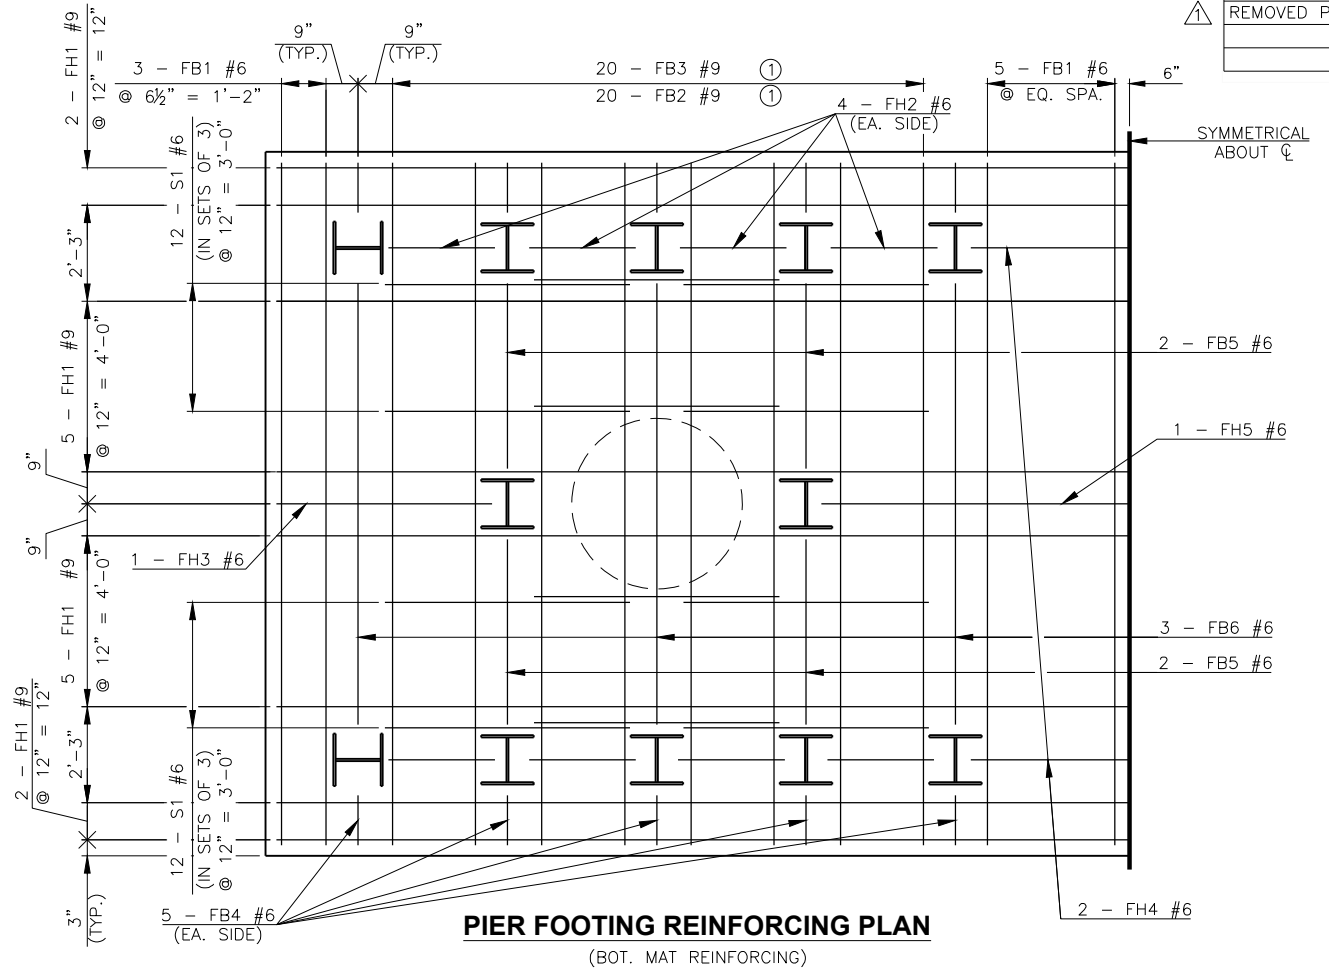 1 REMOVED P
2 - FH1 #9
@ 12" = 12"
9"
(TYP.)
9"
(TYP.)
3 - FB1 #6
@ 6½" = 1'-2"
20 - FB3 #9 1
20 - FB2 #9 1
5 - FB1 #6
@ EQ. SPA.
6"
4 - FH2 #6
(EA. SIDE)
SYMMETRICAL
ABOUT ℄
12 - S1 #6
(IN SETS OF 3)
@ 12" = 3'-0"
2'-3"
5 - FH1 #9
@ 12" = 4'-0"
2 - FB5 #6
1 - FH5 #6
9"
9"
1 - FH3 #6
5 - FH1 #9
@ 12" = 4'-0"
3 - FB6 #6
2 - FB5 #6
2 - FH1 #9
@ 12" = 12"
2'-3"
12 - S1 #6
(IN SETS OF 3)
@ 12" = 3'-0"
3"
(TYP.)
5 - FB4 #6
(EA. SIDE)
2 - FH4 #6
PIER FOOTING REINFORCING PLAN
(BOT. MAT REINFORCING)